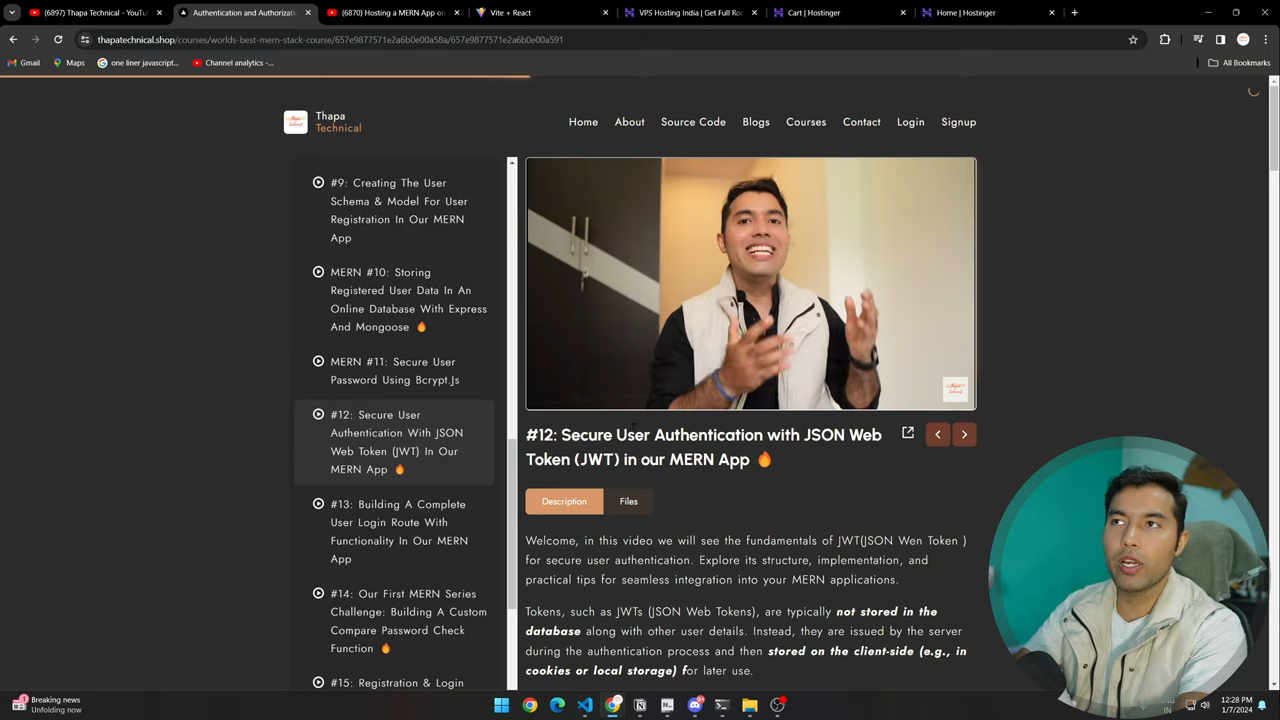 (6897) Thapa Technical - YouTu
Authentication and Authorizatio
(6870) Hosting a MERN App on
Vite + React
VPS Hosting India | Get Full Roo
Cart | Hostinger
Home | Hostinger
thapatechnical.shop/courses/worlds-best-mern-stack-course/657e9877571e2a6b0e00a58a/657e9877571e2a6b0e00a591
Gmail
Maps
one liner javascript...
Channel analytics -...
All Bookmarks
Thapa
Technical
Home
About
Source Code
Blogs
Courses
Contact
Login
Signup
#9: Creating The User
Schema & Model For User
Registration In Our MERN
App
MERN #10: Storing
Registered User Data In An
Online Database With Express
And Mongoose 🔥
MERN #11: Secure User
Password Using Bcrypt.Js
#12: Secure User
Authentication With JSON
Web Token (JWT) In Our
MERN App 🔥
#13: Building A Complete
User Login Route With
Functionality In Our MERN
App
#14: Our First MERN Series
Challenge: Building A Custom
Compare Password Check
Function 🔥
#15: Registration & Login
#12: Secure User Authentication with JSON Web
Token (JWT) in our MERN App 🔥
Description
Files
Welcome, in this video we will see the fundamentals of JWT(JSON Wen Token )
for secure user authentication. Explore its structure, implementation, and
practical tips for seamless integration into your MERN applications.
Tokens, such as JWTs (JSON Web Tokens), are typically not stored in the
database along with other user details. Instead, they are issued by the server
during the authentication process and then stored on the client-side (e.g., in
cookies or local storage) for later use.
Breaking news
Unfolding now
IN
12:28 PM
1/7/2024